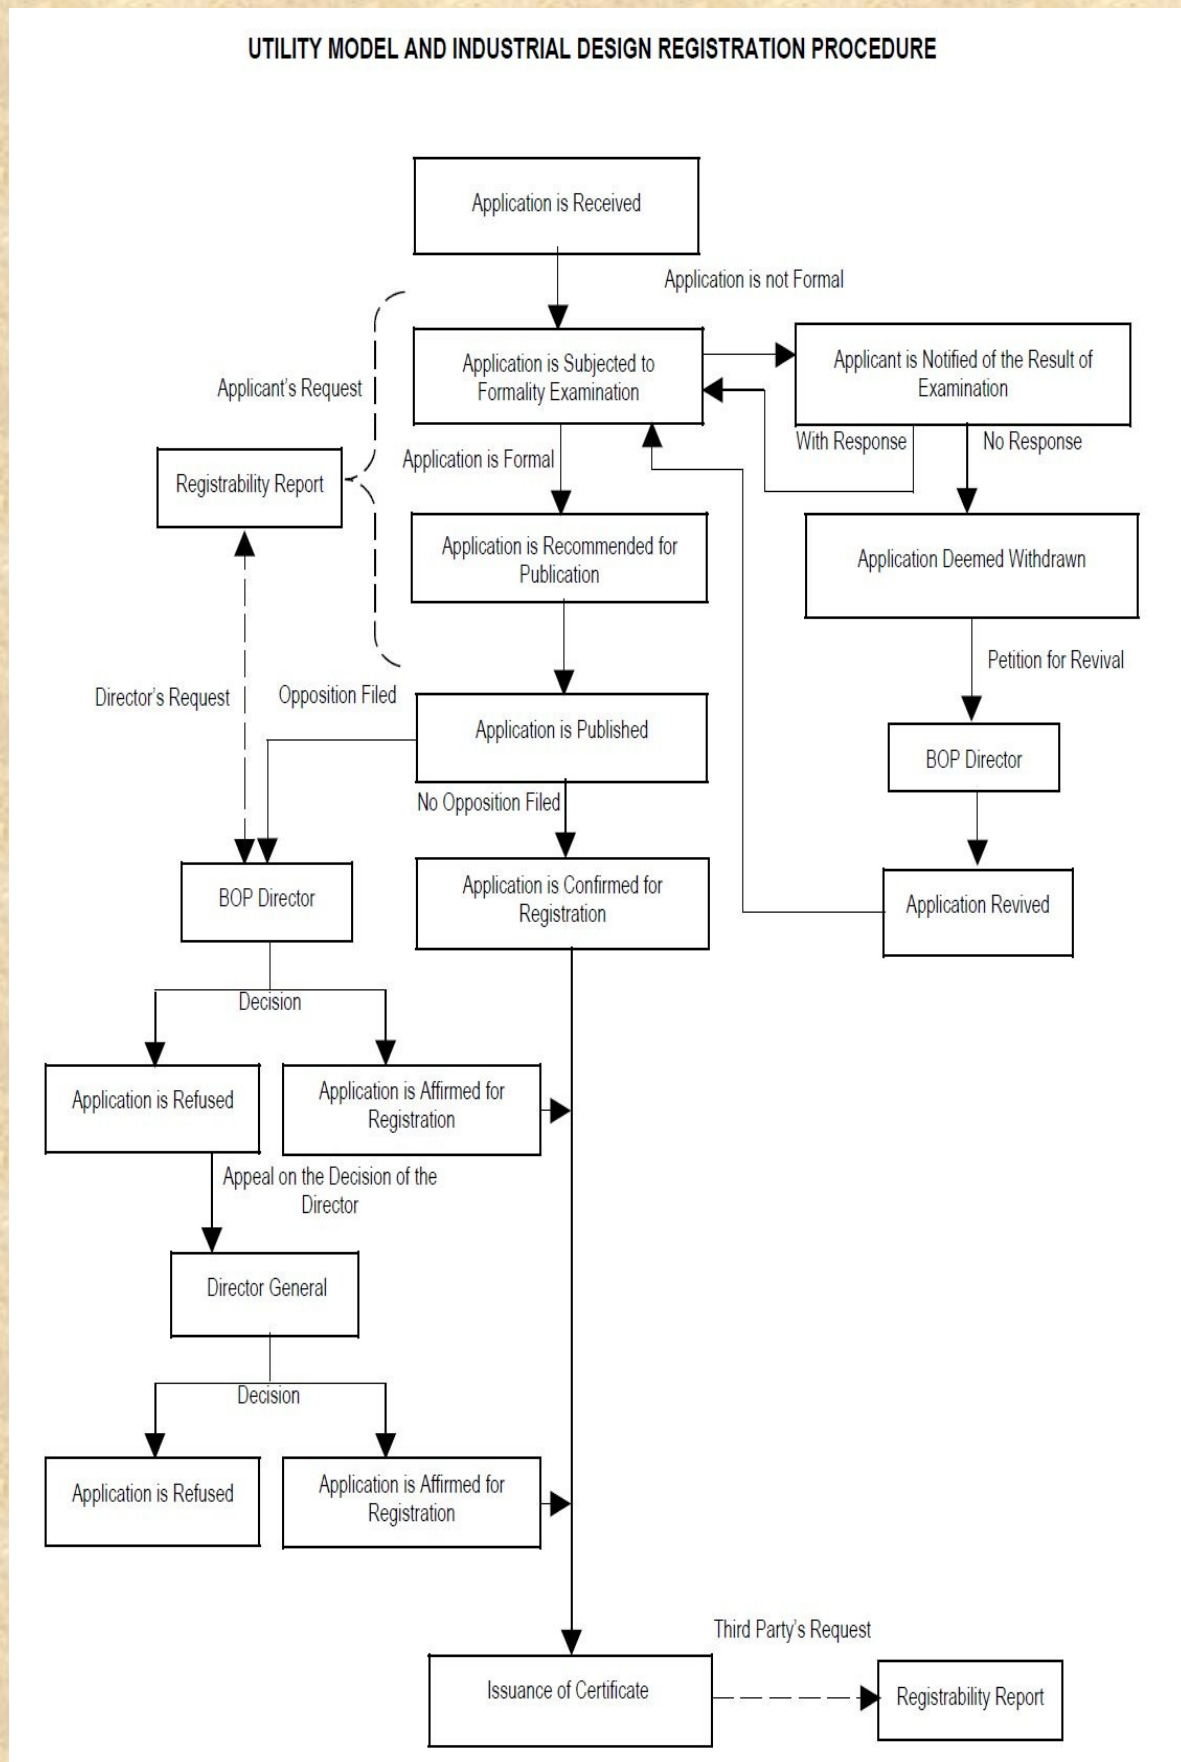 UTILITY MODEL AND INDUSTRIAL DESIGN REGISTRATION PROCEDURE
Application is Received
Application is not Formal
Application is Subjected to
Formality Examination
Applicant is Notified of the Result of
Examination
Applicant's Request
With Response
No Response
Application is Formal
Registrability Report
Application is Recommended for
Publication
Application Deemed Withdrawn
Petition for Revival
Director's Request
Opposition Filed
Application is Published
BOP Director
No Opposition Filed
BOP Director
Application is Confirmed for
Registration
Application Revived
Decision
Application is Refused
Application is Affirmed for
Registration
Appeal on the Decision of the
Director
Director General
Decision
Application is Refused
Application is Affirmed for
Registration
Third Party's Request
Issuance of Certificate
Registrability Report